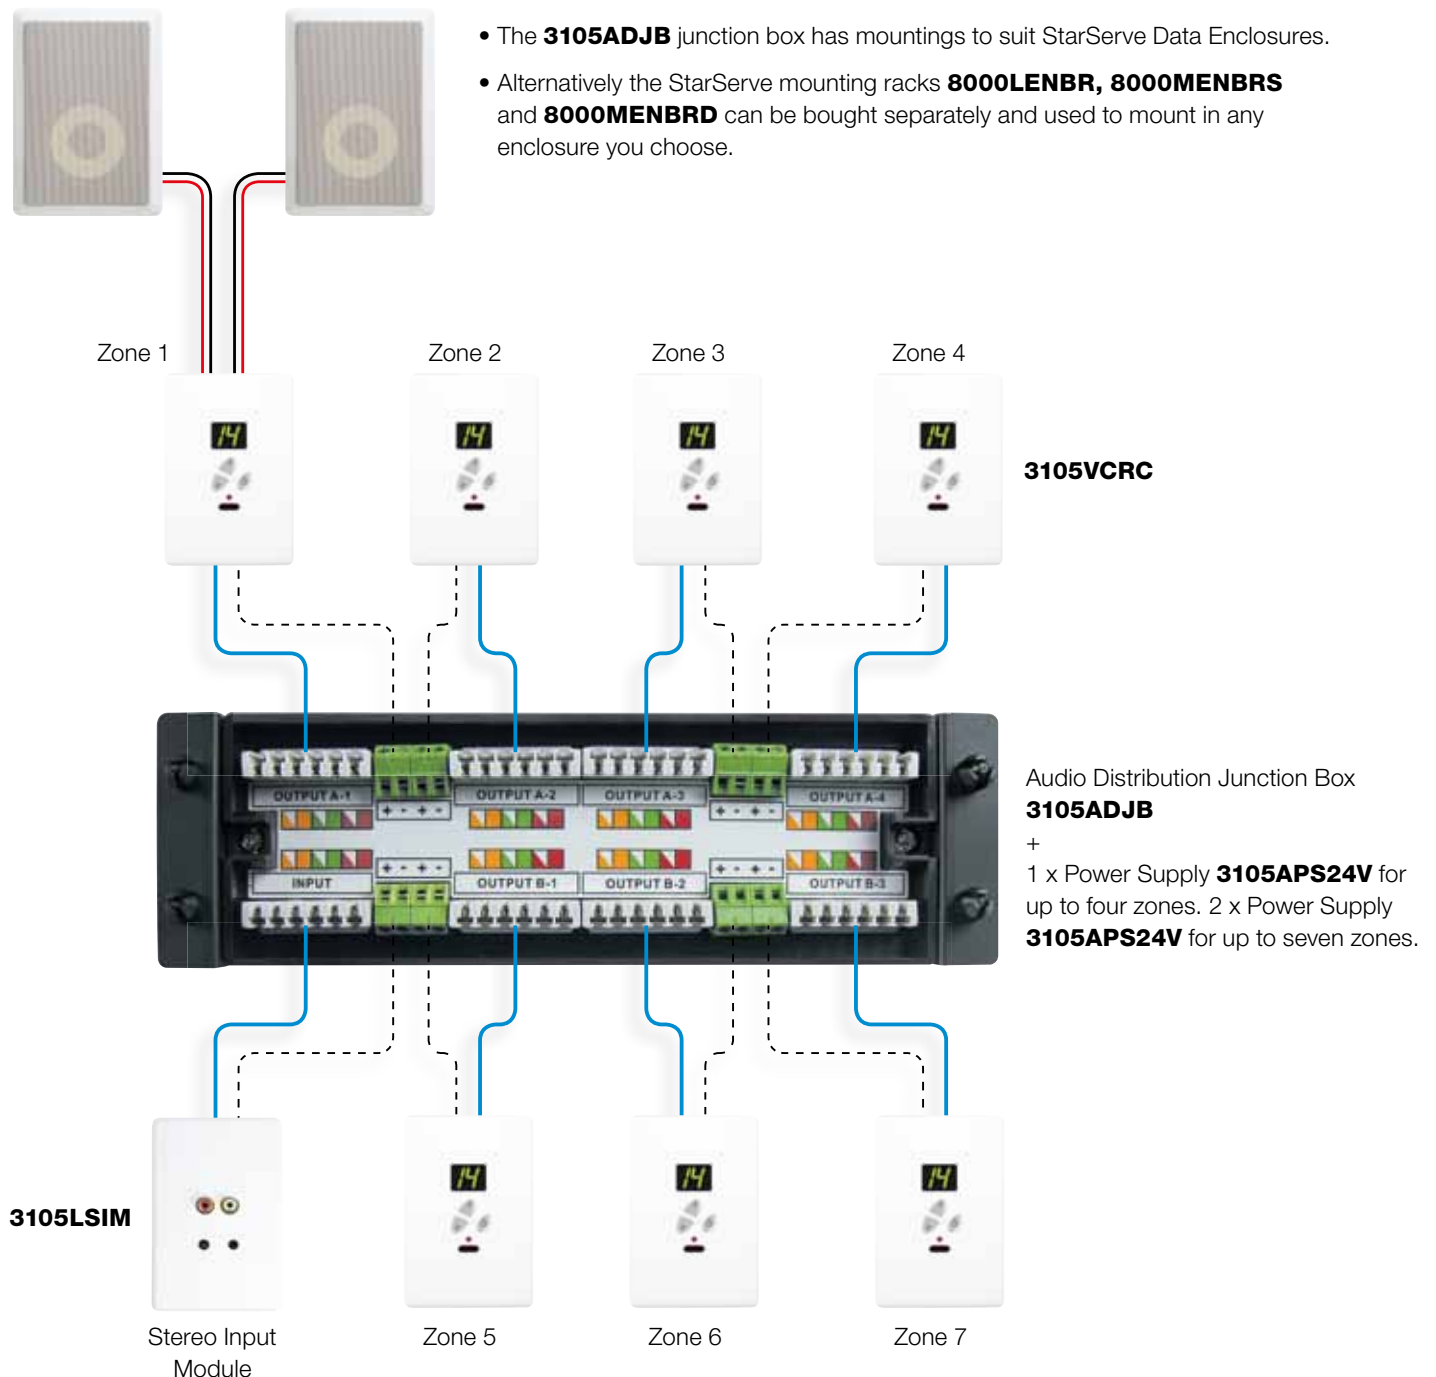 • The 3105ADJB junction box has mountings to suit StarServe Data Enclosures.
• Alternatively the StarServe mounting racks 8000LENBR, 8000MENBRS
and 8000MENBRD can be bought separately and used to mount in any
enclosure you choose.
Zone 1
Zone 2
Zone 3
Zone 4
14
14
14
14
3105VCRC
OUTPUT A-1
OUTPUT A-2
OUTPUT A-3
OUTPUT A-4
+ - + -
+ - + -
+ - + -
+ - + -
INPUT
OUTPUT B-1
OUTPUT B-2
OUTPUT B-3
Audio Distribution Junction Box
3105ADJB
+
1 x Power Supply 3105APS24V for
up to four zones. 2 x Power Supply
3105APS24V for up to seven zones.
3105LSIM
14
14
14
Stereo Input
Module
Zone 5
Zone 6
Zone 7